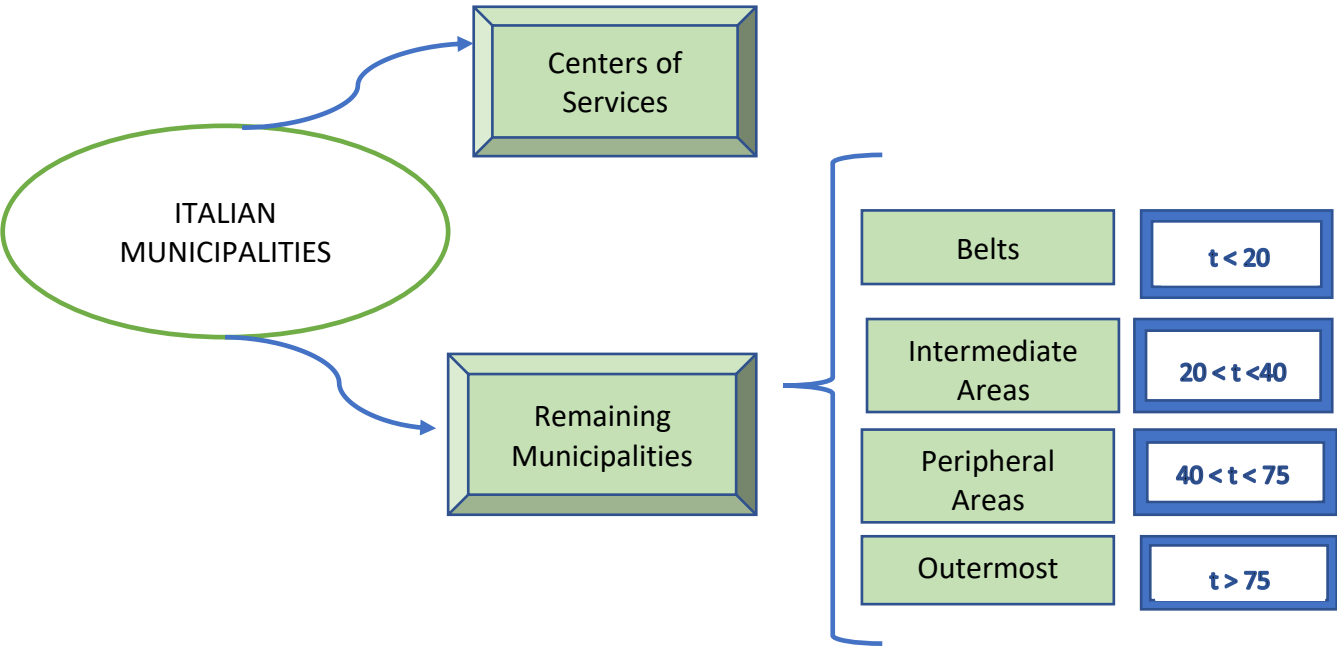 Centers of
Services
ITALIAN
MUNICIPALITIES
Remaining
Municipalities
Belts
t < 20
Intermediate
Areas
20 < t <40
Peripheral
Areas
40 < t < 75
Outermost
t > 75